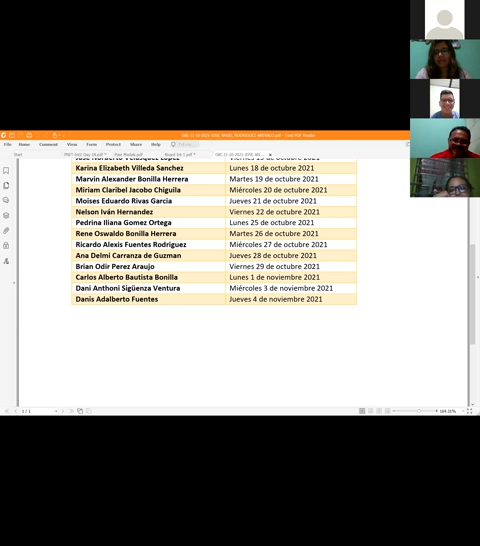 File Home Comment View Form Protect Share Help
Start
Karina Elizabeth Villeda Sanchez Lunes 18 de octubre 2021
Marvin Alexander Bonilla Herrera Martes 19 de octubre 2021
Miriam Claribel Jacobo Chiguila Miércoles 20 de octubre 2021
Moises Eduardo Rivas Garcia Jueves 21 de octubre 2021
Nelson Iván Hernandez Viernes 22 de octubre 2021
Pedrina Iliana Gomez Ortega Lunes 25 de octubre 2021
Rene Oswaldo Bonilla Herrera Martes 26 de octubre 2021
Ricardo Alexis Fuentes Rodriguez Miércoles 27 de octubre 2021
Ana Delmi Carranza de Guzman Jueves 28 de octubre 2021
Brian Odir Perez Araujo Viernes 29 de octubre 2021
Carlos Alberto Bautista Bonilla Lunes 1 de noviembre 2021
Dani Anthoni Sigüenza Ventura Miércoles 3 de noviembre 2021
Danis Adalberto Fuentes Jueves 4 de noviembre 2021
1 / 1